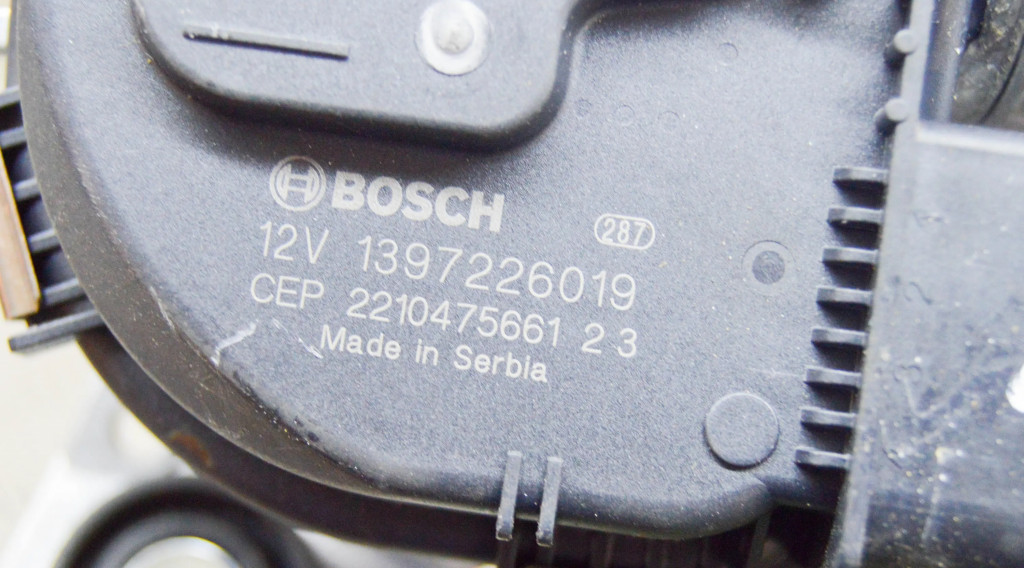 BOSCH
287
12V 1397226019
CEP 2210475661 2 3
Made in Serbia